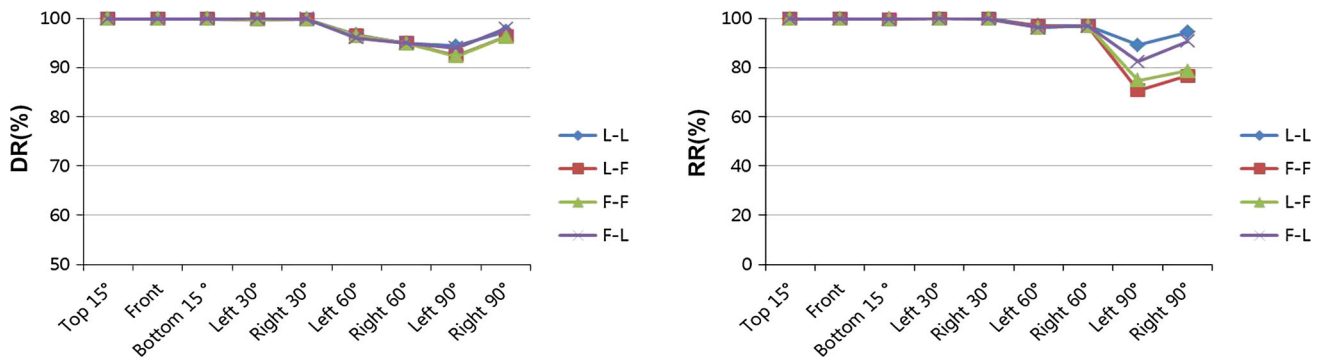 DR(%)
100
90
80
70
60
50
Top 15°
Front
Bottom 15 °
Left 30°
Right 30°
Left 60°
Right 60°
Left 90°
Right 90°
L-L
L-F
F-F
F-L
RR(%)
100
80
60
40
20
0
Top 15°
Front
Bottom 15 °
Left 30°
Right 30°
Left 60°
Right 60°
Left 90°
Right 90°
L-L
F-F
L-F
F-L